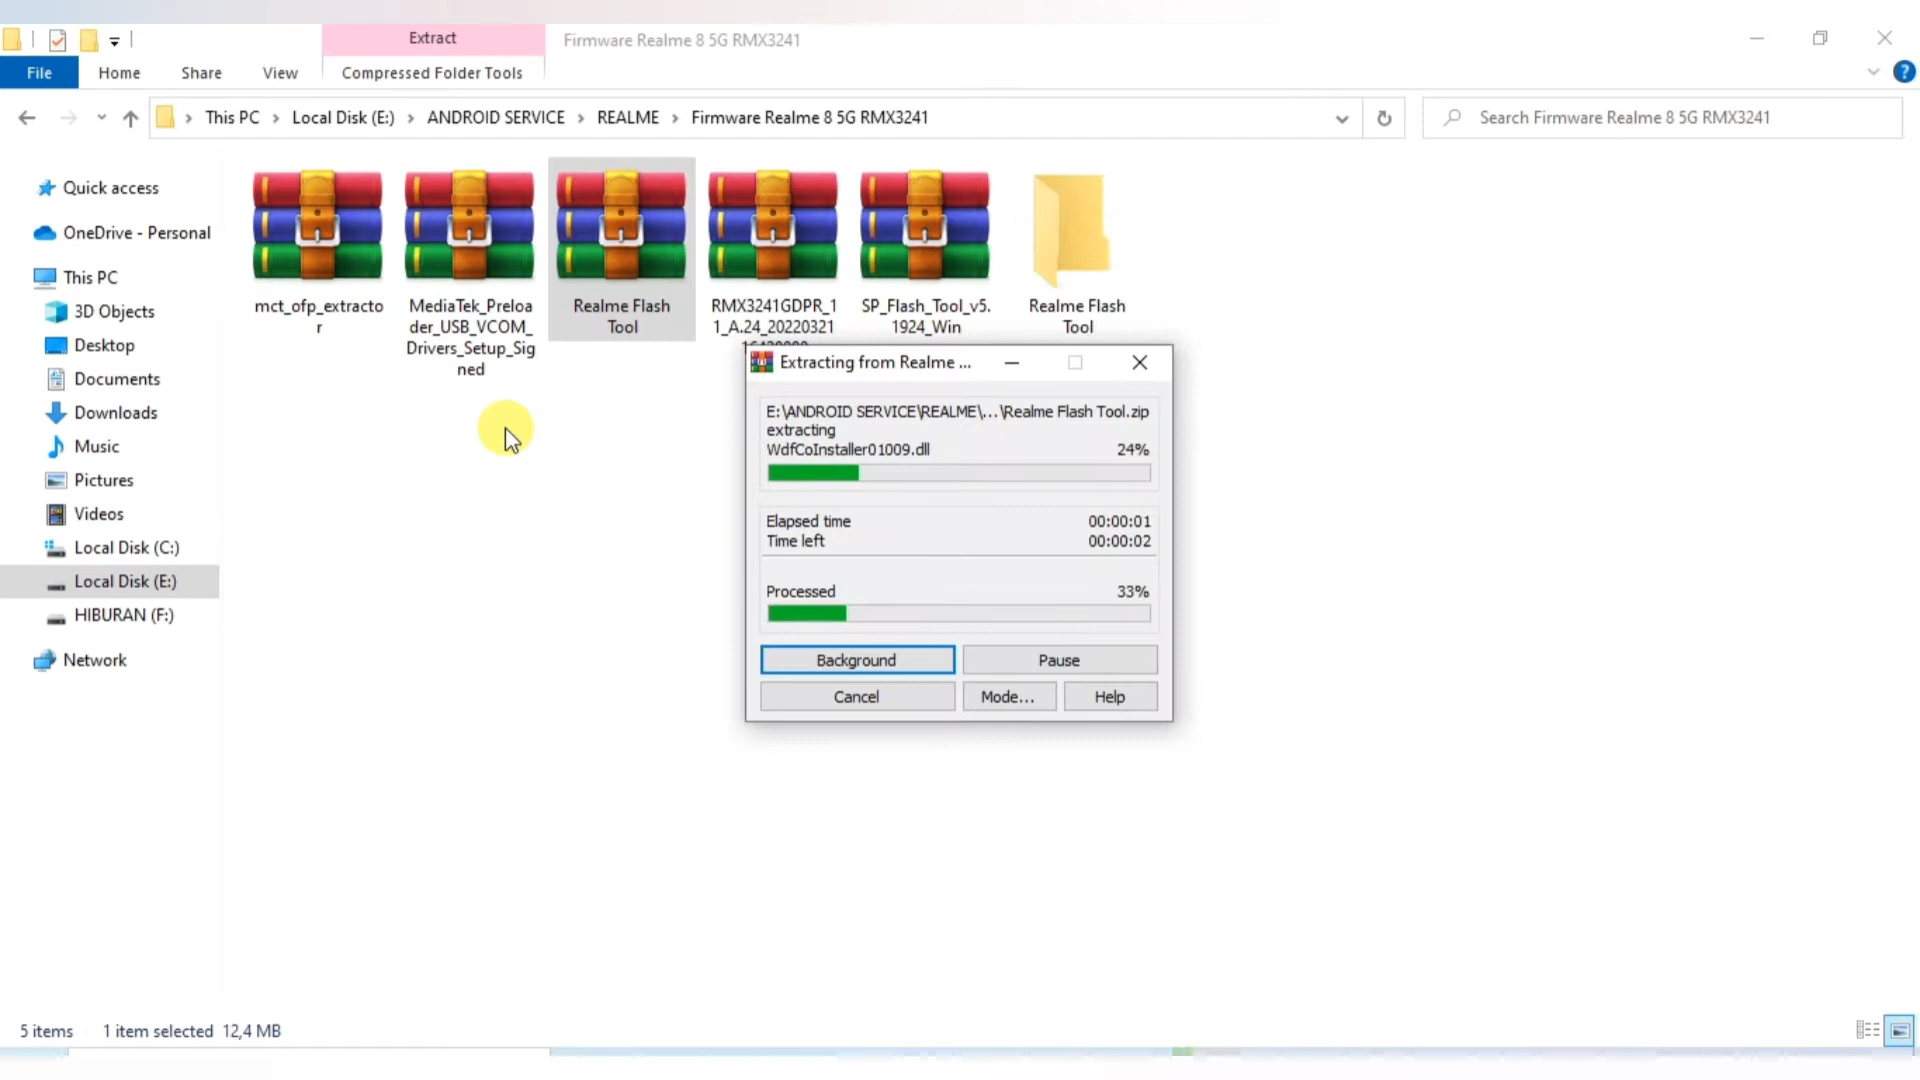 Extract
Firmware Realme 8 5G RMX3241
File
Home
Share
View
Compressed Folder Tools
?
This PC
Local Disk (E:)
ANDROID SERVICE
REALME
Firmware Realme 8 5G RMX3241
Search Firmware Realme 8 5G RMX3241
Quick access
OneDrive - Personal
This PC
3D Objects
Desktop
Documents
Downloads
Music
Pictures
Videos
Local Disk (C:)
Local Disk (E:)
HIBURAN (F:)
Network
mct_ofp_extracto
r
MediaTek_Preloa
der_USB_VCOM_
Drivers_Setup_Sig
ned
Realme Flash
Tool
RMX3241GDPR_1
1_A.24_20220321
SP_Flash_Tool_v5.
1924_Win
Realme Flash
Tool
Extracting from Realme ...
E:\ANDROID SERVICE\REALME\...\Realme Flash Tool.zip
extracting
WdfCoInstaller01009.dll 24%
Elapsed time 00:00:01
Time left 00:00:02
Processed 33%
Background
Pause
Cancel
Mode...
Help
5 items
1 item selected 12,4 MB